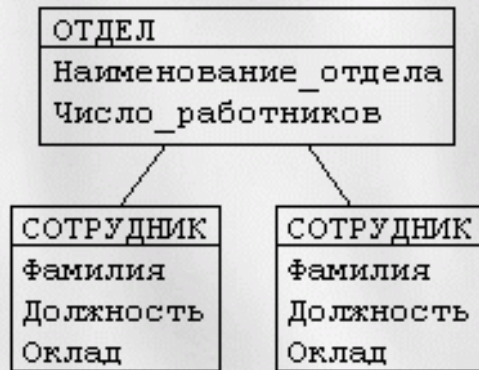 ОТДЕЛ
Наименование_отдела
Число_работников
СОТРУДНИК
Фамилия
Должность
Оклад
СОТРУДНИК
Фамилия
Должность
Оклад